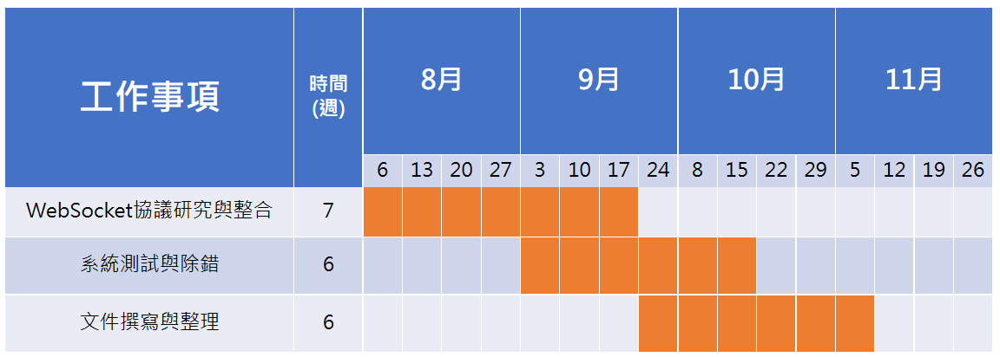 工作事項
時間
(週)
8月 9月 10月 11月
6 13 20 27 3 10 17 24 8 15 22 29 5 12 19 26
WebSocket協議研究與整合 7
系統測試與除錯 6
文件撰寫與整理 6